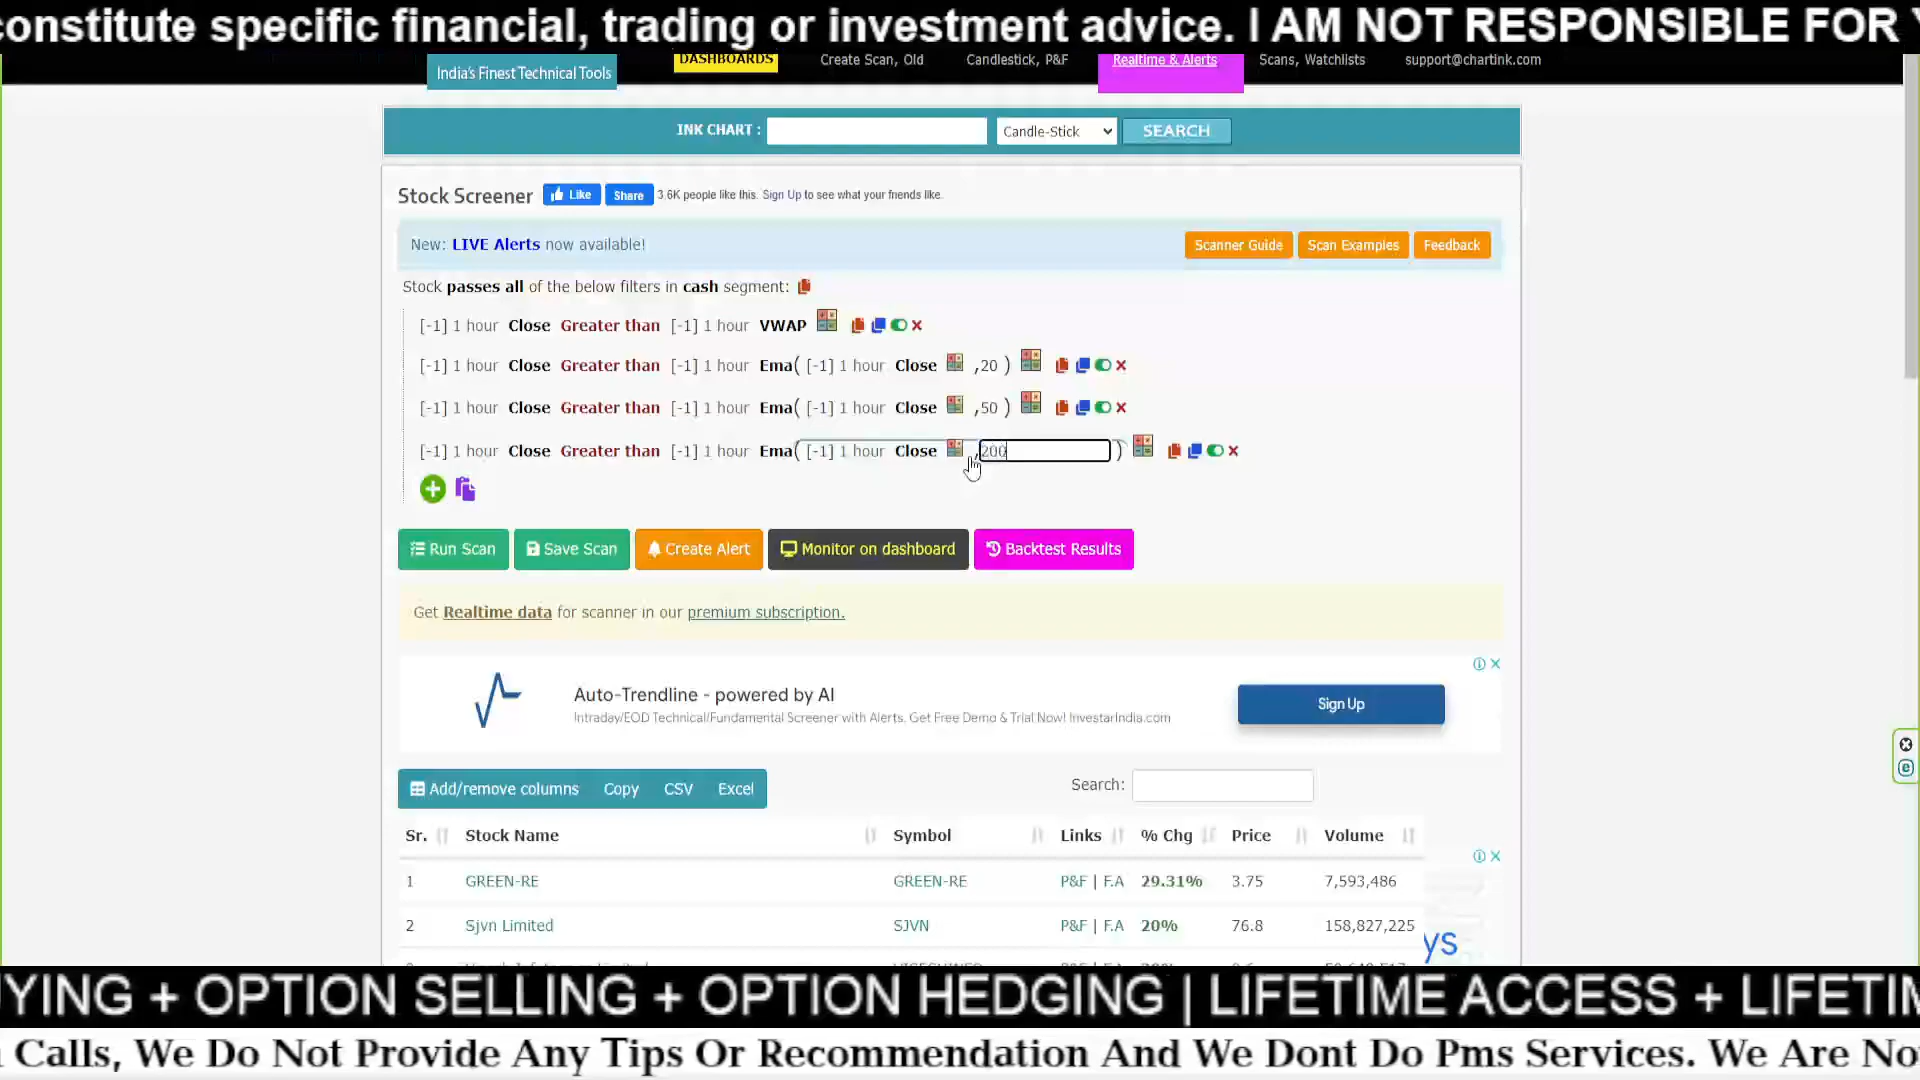 constitute specific financial, trading or investment advice. I AM NOT RESPONSIBLE FOR
India's Finest Technical Tools
DASHBOARDS
Create Scan, Old
Candlestick, P&F
Realtime & Alerts
Scans, Watchlists
support@chartink.com
INK CHART :
Candle-Stick
SEARCH
Stock Screener
Like
Share
3.6K people like this. Sign Up to see what your friends like.
New: LIVE Alerts now available!
Scanner Guide
Scan Examples
Feedback
Stock passes all of the below filters in cash segment:
[-1] 1 hour Close Greater than [-1] 1 hour VWAP
[-1] 1 hour Close Greater than [-1] 1 hour Ema( [-1] 1 hour Close ,20 )
[-1] 1 hour Close Greater than [-1] 1 hour Ema( [-1] 1 hour Close ,50 )
[-1] 1 hour Close Greater than [-1] 1 hour Ema( [-1] 1 hour Close ,200 )
Run Scan
Save Scan
Create Alert
Monitor on dashboard
Backtest Results
Get Realtime data for scanner in our premium subscription.
Auto-Trendline - powered by AI
Intraday/EOD Technical/Fundamental Screener with Alerts. Get Free Demo & Trial Now! InvestarIndia.com
Sign Up
Add/remove columns Copy CSV Excel
Search:
Sr. Stock Name Symbol Links % Chg Price Volume
1 GREEN-RE GREEN-RE P&F | F.A 29.31% 3.75 7,593,486
2 Sjvn Limited SJVN P&F | F.A 20% 76.8 158,827,225
ys
YING + OPTION SELLING + OPTION HEDGING | LIFETIME ACCESS + LIFETIM
Calls, We Do Not Provide Any Tips Or Recommendation And We Dont Do Pms Services. We Are No